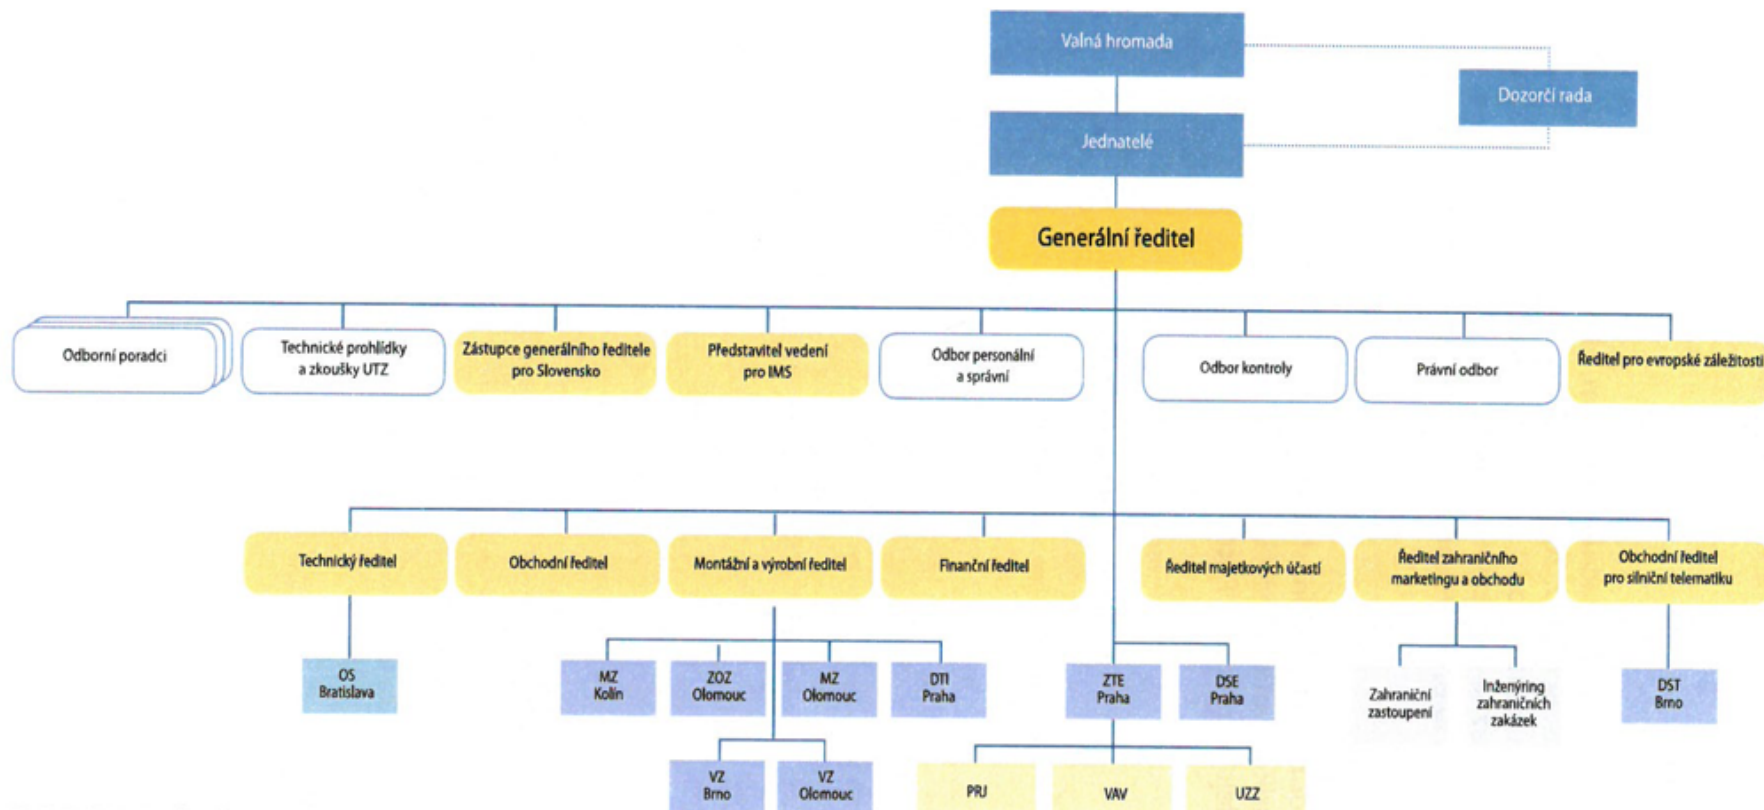 Valná hromada
Dozorčí rada
Jednatelé
Generální ředitel
Odborní poradci
Technické prohlídky
a zkoušky UTZ
Zástupce generálního ředitele
pro Slovensko
Představitel vedení
pro IMS
Odbor personální
a správní
Odbor kontroly
Právní odbor
Ředitel pro evropské záležitosti
Technický ředitel
Obchodní ředitel
Montážní a výrobní ředitel
Finanční ředitel
Ředitel majetkových účastí
Ředitel zahraničního
marketingu a obchodu
Obchodní ředitel
pro silniční telematiku
OS
Bratislava
MZ
Kolín
ZOZ
Olomouc
MZ
Olomouc
DTI
Praha
ZTE
Praha
DSE
Praha
Zahraniční
zastoupení
Inženýring
zahraničních
zakázek
DST
Brno
VZ
Brno
VZ
Olomouc
PRJ
VAV
UZZ